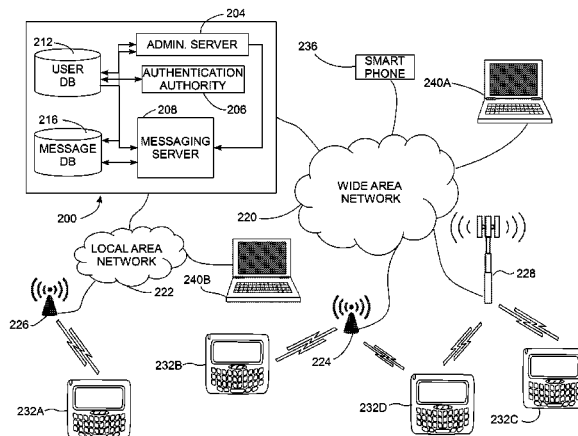 204
212
ADMIN. SERVER
236
SMART
PHONE
240A
USER
DB
AUTHENTICATION
AUTHORITY
206
216
208
MESSAGE
DB
MESSAGING
SERVER
WIDE AREA
NETWORK
200
220
LOCAL AREA
NETWORK
222
240B
228
226
224
232B
232A
232D
232C